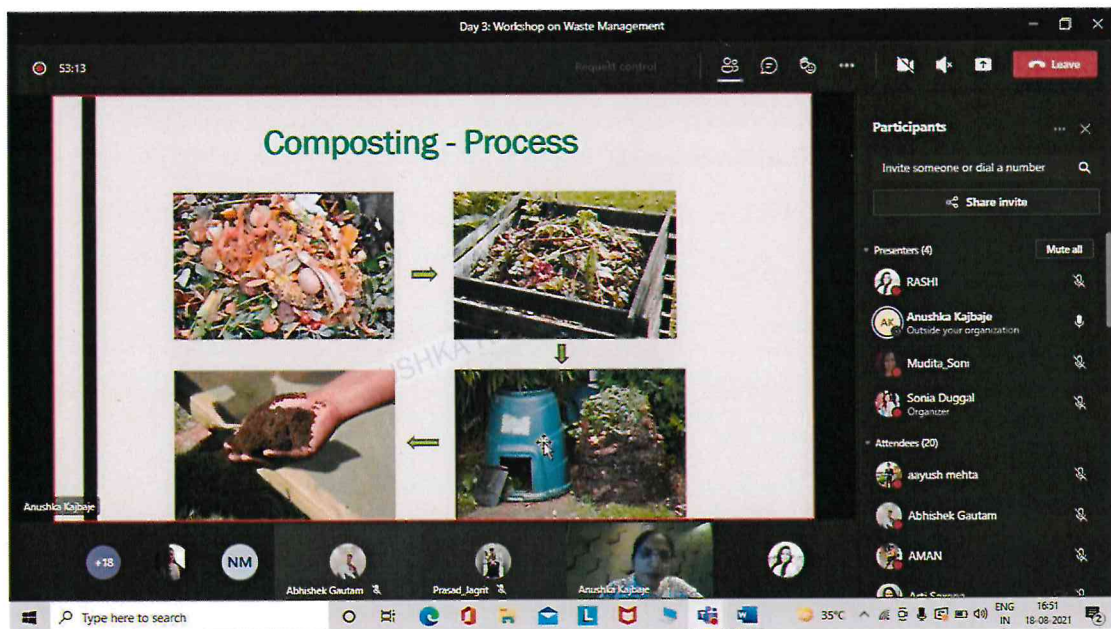 Day 3: Workshop on Waste Management
53:13
Request control
Leave
Composting - Process
Anushka Kajbaje
Participants
Invite someone or dial a number
Share invite
Presenters (4)
Mute all
RASHI
AK
Anushka Kajbaje
Outside your organization
Mudita_Soni
Sonia Duggal
Organizer
Attendees (20)
aayush mehta
Abhishek Gautam
AMAN
+18
NM
Abhishek Gautam
Prasad_Jagrit
Anushka Kajbaje
Type here to search
35°C
ENG
IN
16:51
18-08-2021
2